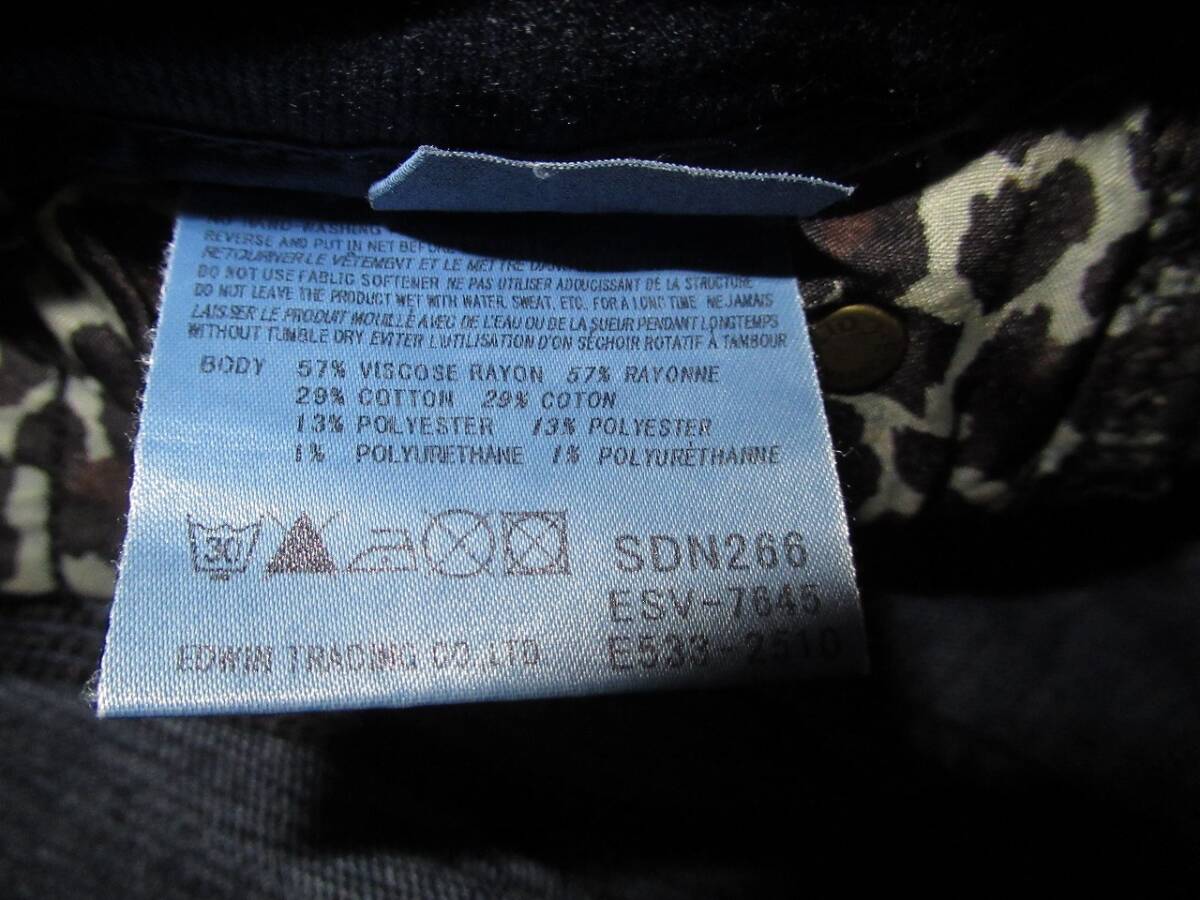 HAND WASHING
REVERSE AND PUT IN NET
RETOURNER LE VÊTEMENT ET LE METTRE
DO NOT USE FABLIC SOFTENER NE PAS UTILISER ADOUCISSANT DE LA STRUCTURE
DO NOT LEAVE THE PRODUCT WET WITH WATER, SWEAT, ETC. FOR A LONG TIME NE JAMAIS
LAISSER LE PRODUIT MOUILLÉ AVEC DE L'EAU OU DE LA SUEUR PENDANT LONGTEMPS
WITHOUT TUMBLE DRY EVITER L'UTILISATION D'ON SÉCHOIR ROTATIF À TAMBOUR
BODY 57% VISCOSE RAYON 57% RAYONNE
29% COTTON 29% COTON
13% POLYESTER 13% POLYESTER
1% POLYURETHANE 1% POLYURÉTHANNE
30
SDN266
ESV-7645
EDWIN TRADING CO.,LTD. E533-2510